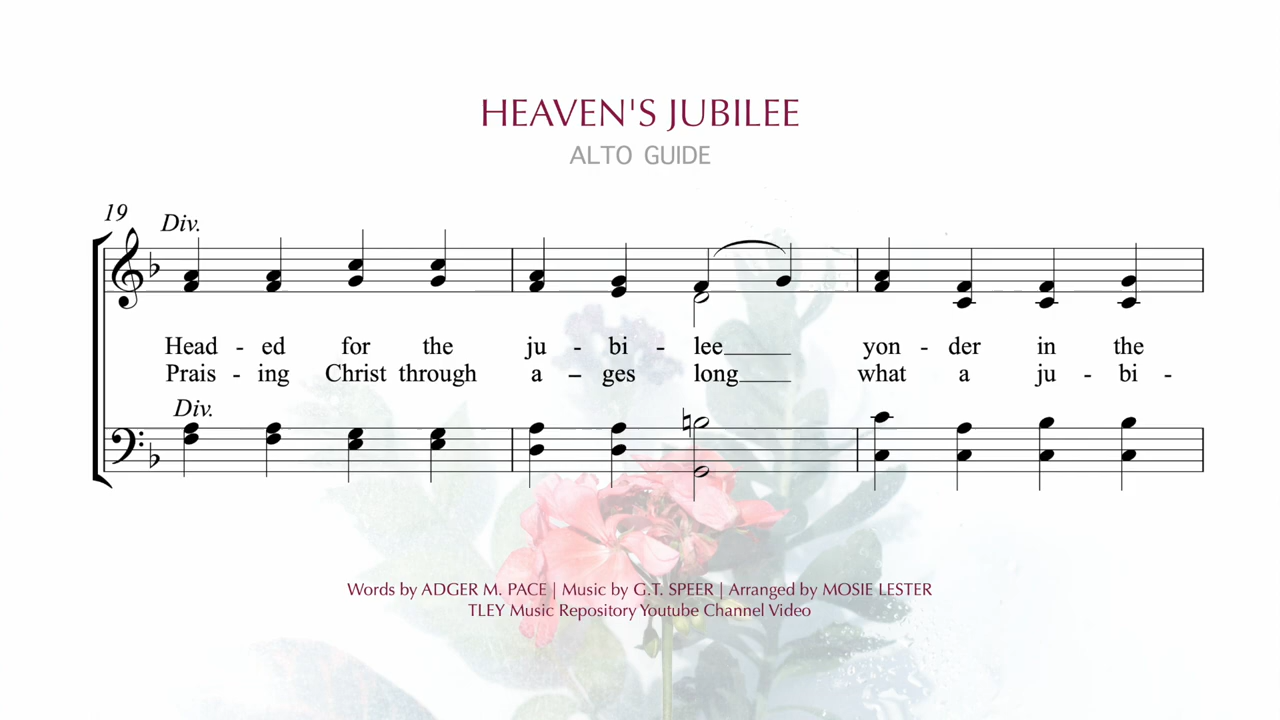 HEAVEN'S JUBILEE
ALTO GUIDE
19
Div.
Head - ed for the ju - bi - lee yon - der in the
Prais - ing Christ through a – ges long what a ju - bi -
Div.
Words by ADGER M. PACE | Music by G.T. SPEER | Arranged by MOSIE LESTER
TLEY Music Repository Youtube Channel Video